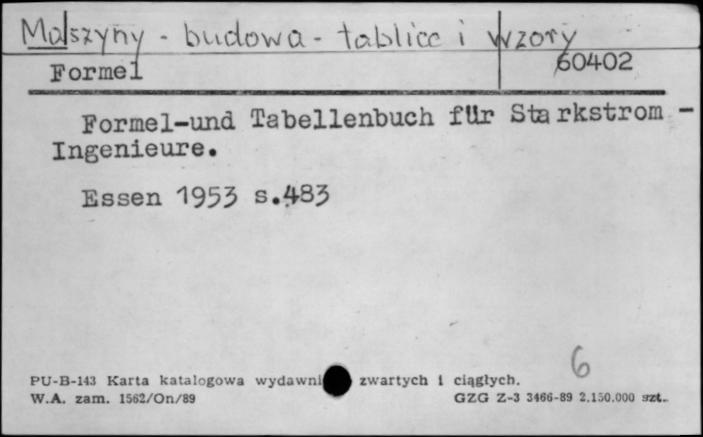 Maszyny - budowa - tablice i wzory
Formel 60402
Formel-und Tabellenbuch für Starkstrom -
Ingenieure.
Essen 1953 s.483
6
PU-B-143 Karta katalogowa wydawni zwartych i ciągłych.
W.A. zam. 1562/On/89 GZG Z-3 3466-89 2.150.000 szt.